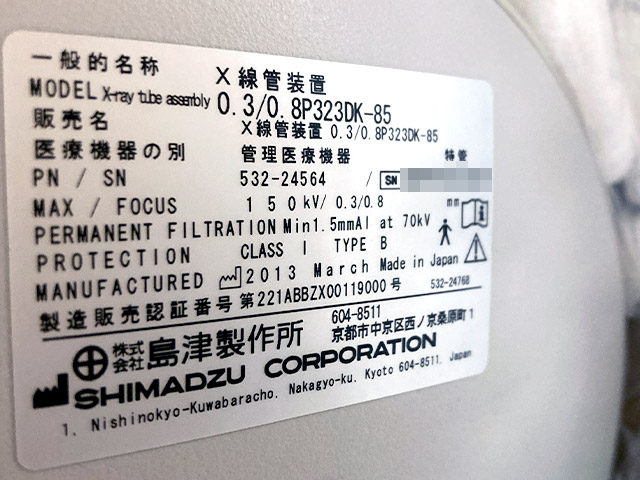 一般的名称 X線管装置
MODEL X-ray tube assembly 0.3/0.8P323DK-85
販売名 X線管装置 0.3/0.8P323DK-85
医療機器の別 管理医療機器 特管
PN / SN 532-24564 / SN
MAX / FOCUS 150kV/ 0.3/0.8 mm
PERMANENT FILTRATION Min1.5mmAl at 70kV
PROTECTION CLASS I TYPE B
MANUFACTURED 2013 March Made in Japan
532-24768
製造販売認証番号 第221ABBZX00119000号
株式会社 島津製作所 604-8511
京都市中京区西ノ京桑原町1
SHIMADZU CORPORATION
1, Nishinokyo-Kuwabaracho, Nakagyo-ku, Kyoto 604-8511, Japan